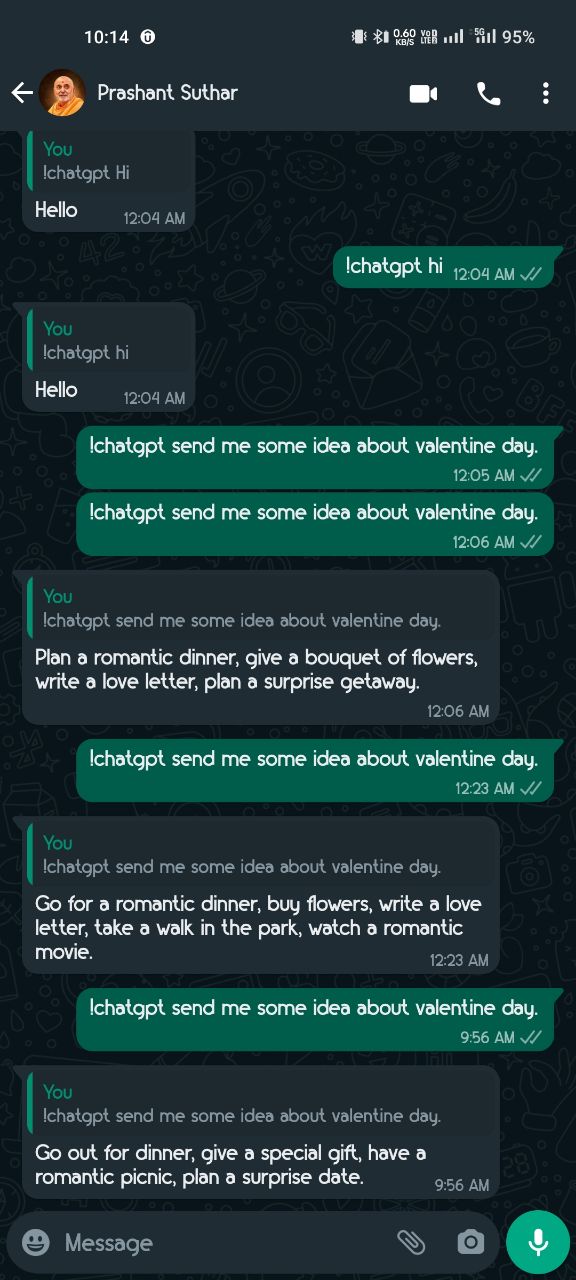 10:14
0.60 KB/S
VoD LTE
5G
95%
Prashant Suthar
You
!chatgpt Hi
Hello
12:04 AM
!chatgpt hi
12:04 AM
You
!chatgpt hi
Hello
12:04 AM
!chatgpt send me some idea about valentine day.
12:05 AM
!chatgpt send me some idea about valentine day.
12:06 AM
You
!chatgpt send me some idea about valentine day.
Plan a romantic dinner, give a bouquet of flowers,
write a love letter, plan a surprise getaway.
12:06 AM
!chatgpt send me some idea about valentine day.
12:23 AM
You
!chatgpt send me some idea about valentine day.
Go for a romantic dinner, buy flowers, write a love
letter, take a walk in the park, watch a romantic
movie.
12:23 AM
!chatgpt send me some idea about valentine day.
9:56 AM
You
!chatgpt send me some idea about valentine day.
Go out for dinner, give a special gift, have a
romantic picnic, plan a surprise date.
9:56 AM
Message